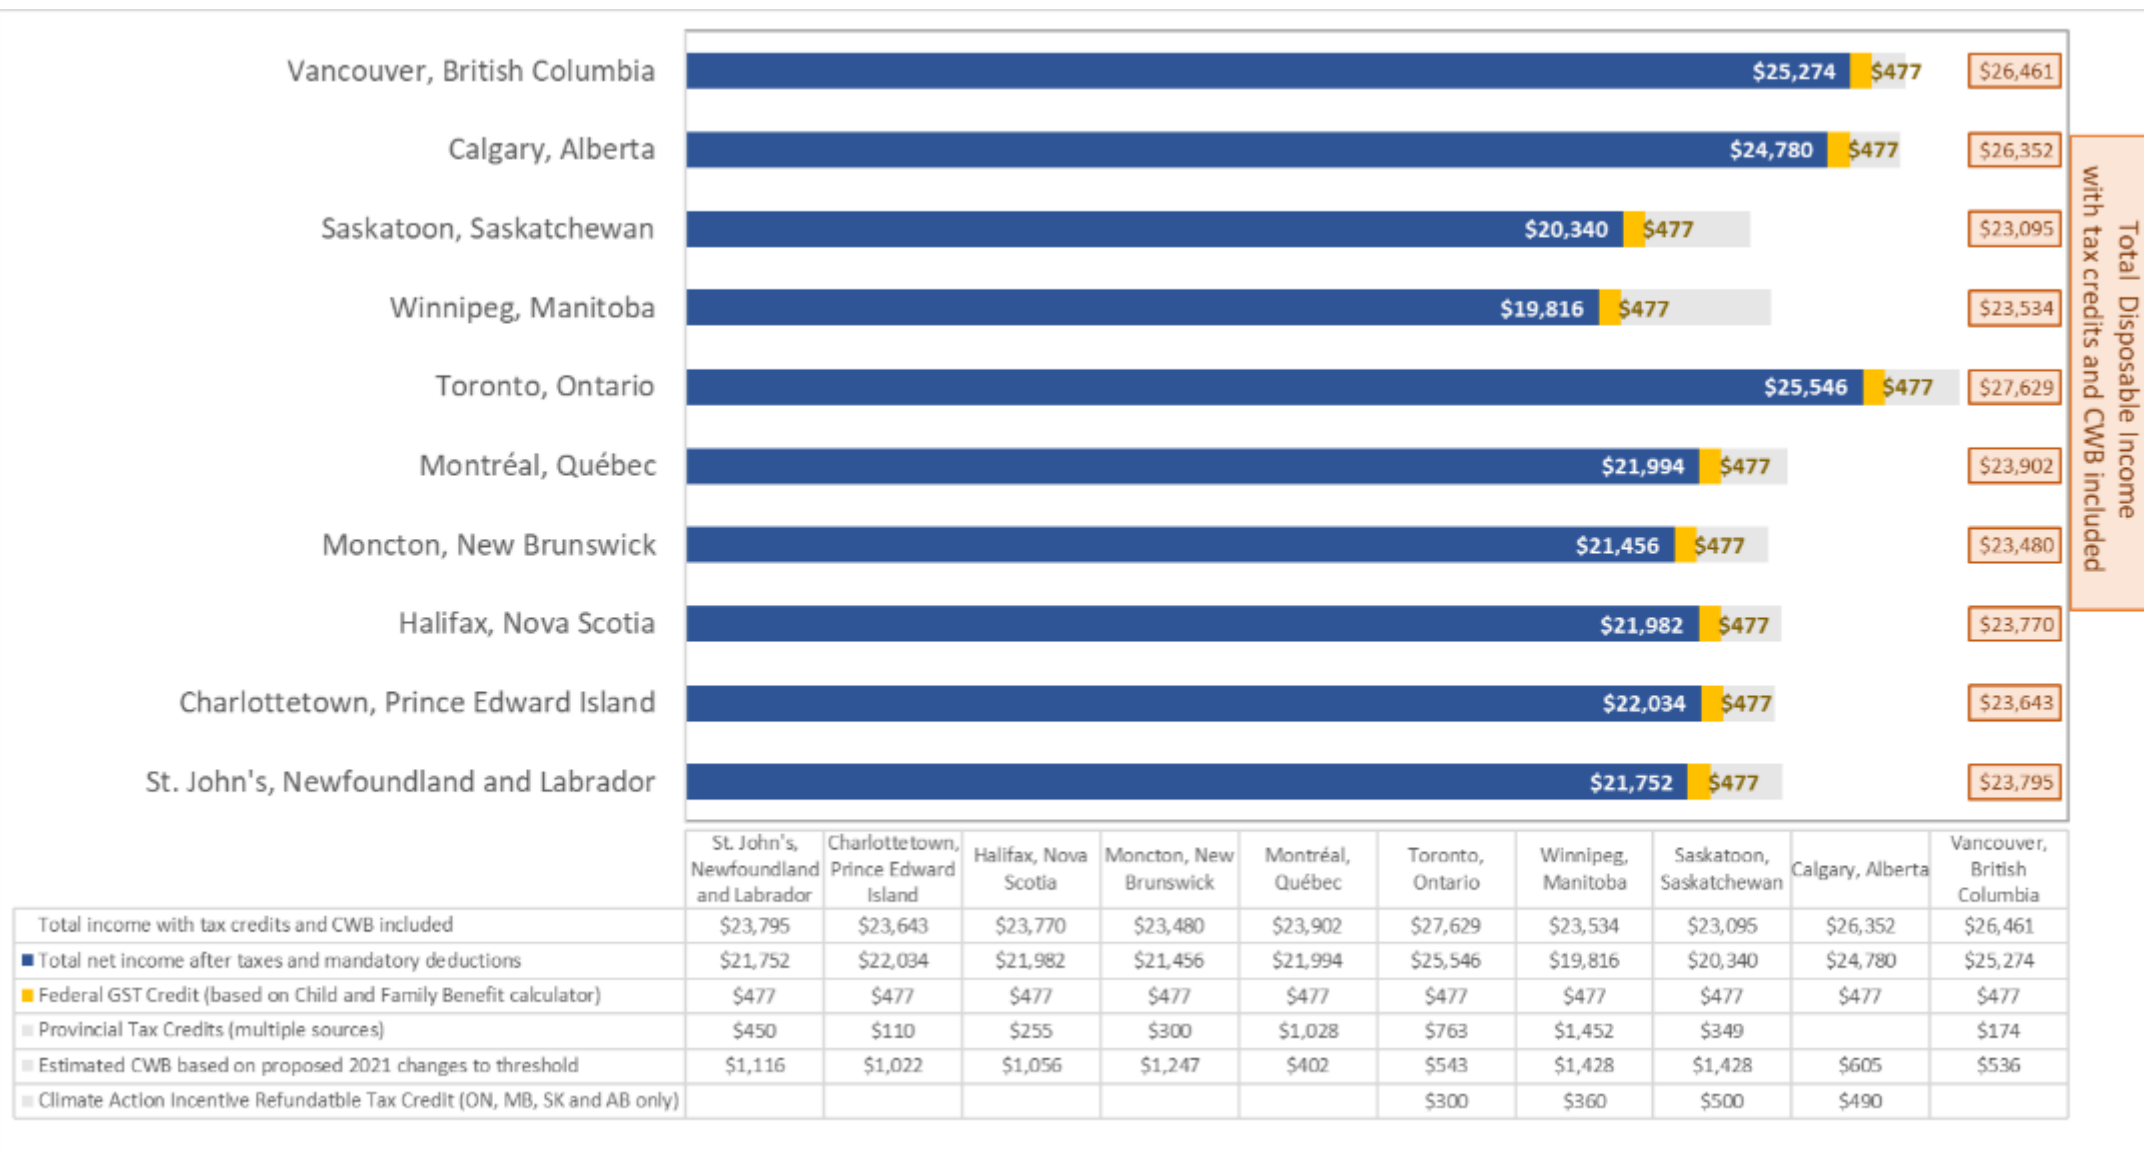 Vancouver, British Columbia $25,274 $477 $26,461
Calgary, Alberta $24,780 $477 $26,352
Saskatoon, Saskatchewan $20,340 $477 $23,095
Winnipeg, Manitoba $19,816 $477 $23,534
Toronto, Ontario $25,546 $477 $27,629
Montréal, Québec $21,994 $477 $23,902
Moncton, New Brunswick $21,456 $477 $23,480
Halifax, Nova Scotia $21,982 $477 $23,770
Charlottetown, Prince Edward Island $22,034 $477 $23,643
St. John's, Newfoundland and Labrador $21,752 $477 $23,795
Total Disposable Income
with tax credits and CWB included
St. John's, Newfoundland and Labrador Charlottetown, Prince Edward Island Halifax, Nova Scotia Moncton, New Brunswick Montréal, Québec Toronto, Ontario Winnipeg, Manitoba Saskatoon, Saskatchewan Calgary, Alberta Vancouver, British Columbia
Total income with tax credits and CWB included $23,795 $23,643 $23,770 $23,480 $23,902 $27,629 $23,534 $23,095 $26,352 $26,461
Total net income after taxes and mandatory deductions $21,752 $22,034 $21,982 $21,456 $21,994 $25,546 $19,816 $20,340 $24,780 $25,274
Federal GST Credit (based on Child and Family Benefit calculator) $477 $477 $477 $477 $477 $477 $477 $477 $477 $477
Provincial Tax Credits (multiple sources) $450 $110 $255 $300 $1,028 $763 $1,452 $349 $174
Estimated CWB based on proposed 2021 changes to threshold $1,116 $1,022 $1,056 $1,247 $402 $543 $1,428 $1,428 $605 $536
Climate Action Incentive Refundatble Tax Credit (ON, MB, SK and AB only) $300 $360 $500 $490